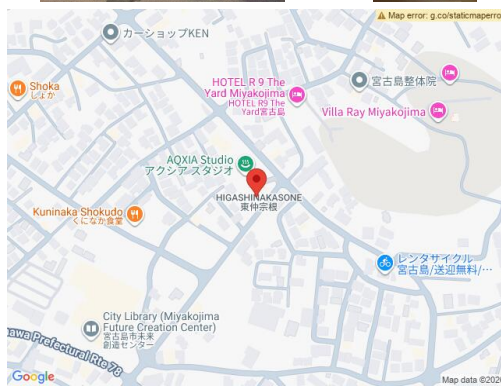 Map error: g.co/staticmaperro
カーショップKEN
Shoka
しょか
HOTEL R 9 The
Yard Miyakojima
HOTEL R9 The
Yard宮古島
宮古島整体院
Villa Ray Miyakojima
AQXIA Studio
アクシア スタジオ
HIGASHINAKASONE
東仲宗根
Kuninaka Shokudo
くになか食堂
レンタサイクル
宮古島/送迎無料/…
City Library (Miyakojima
Future Creation Center)
宮古島市未来
創造センター
awa Prefectural Rte78
Google
Map data ©202